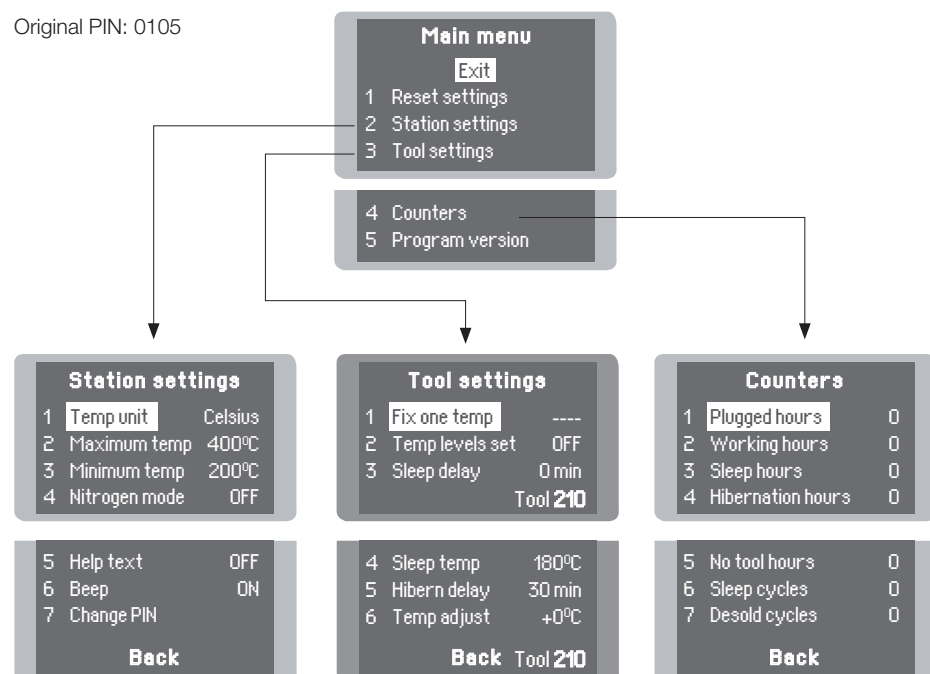 Original PIN: 0105
Main menu
Exit
1 Reset settings
2 Station settings
3 Tool settings
4 Counters
5 Program version
Station settings
1 Temp unit Celsius
2 Maximum temp 400ºC
3 Minimum temp 200ºC
4 Nitrogen mode OFF
5 Help text OFF
6 Beep ON
7 Change PIN
Back
Tool settings
1 Fix one temp ----
2 Temp levels set OFF
3 Sleep delay 0 min
Tool 210
4 Sleep temp 180ºC
5 Hibern delay 30 min
6 Temp adjust +0ºC
Back Tool 210
Counters
1 Plugged hours 0
2 Working hours 0
3 Sleep hours 0
4 Hibernation hours 0
5 No tool hours 0
6 Sleep cycles 0
7 Desold cycles 0
Back